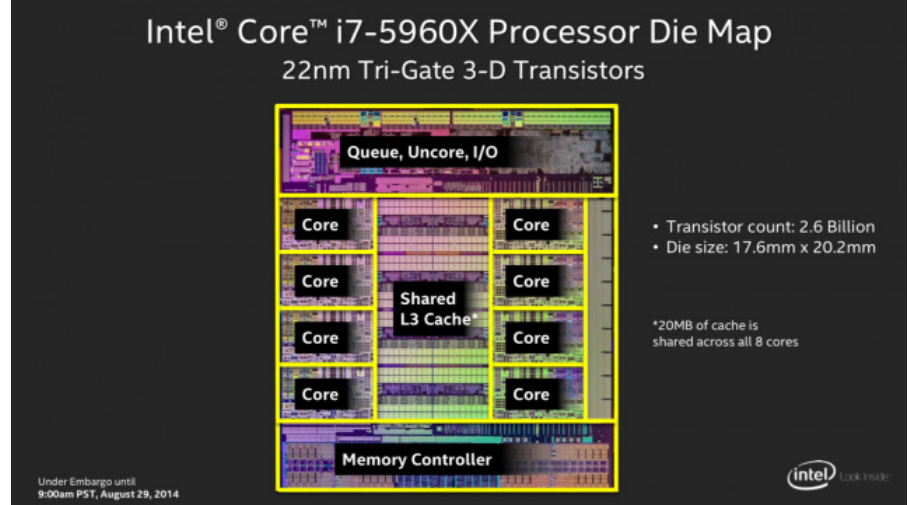 Intel® Core™ i7-5960X Processor Die Map
22nm Tri-Gate 3-D Transistors
Queue, Uncore, I/O
Core
Core
Core
Core
Shared
L3 Cache*
Core
Core
Core
Core
Memory Controller
• Transistor count: 2.6 Billion
• Die size: 17.6mm x 20.2mm
*20MB of cache is
shared across all 8 cores
Under Embargo until
9:00am PST, August 29, 2014
intel Look Inside.